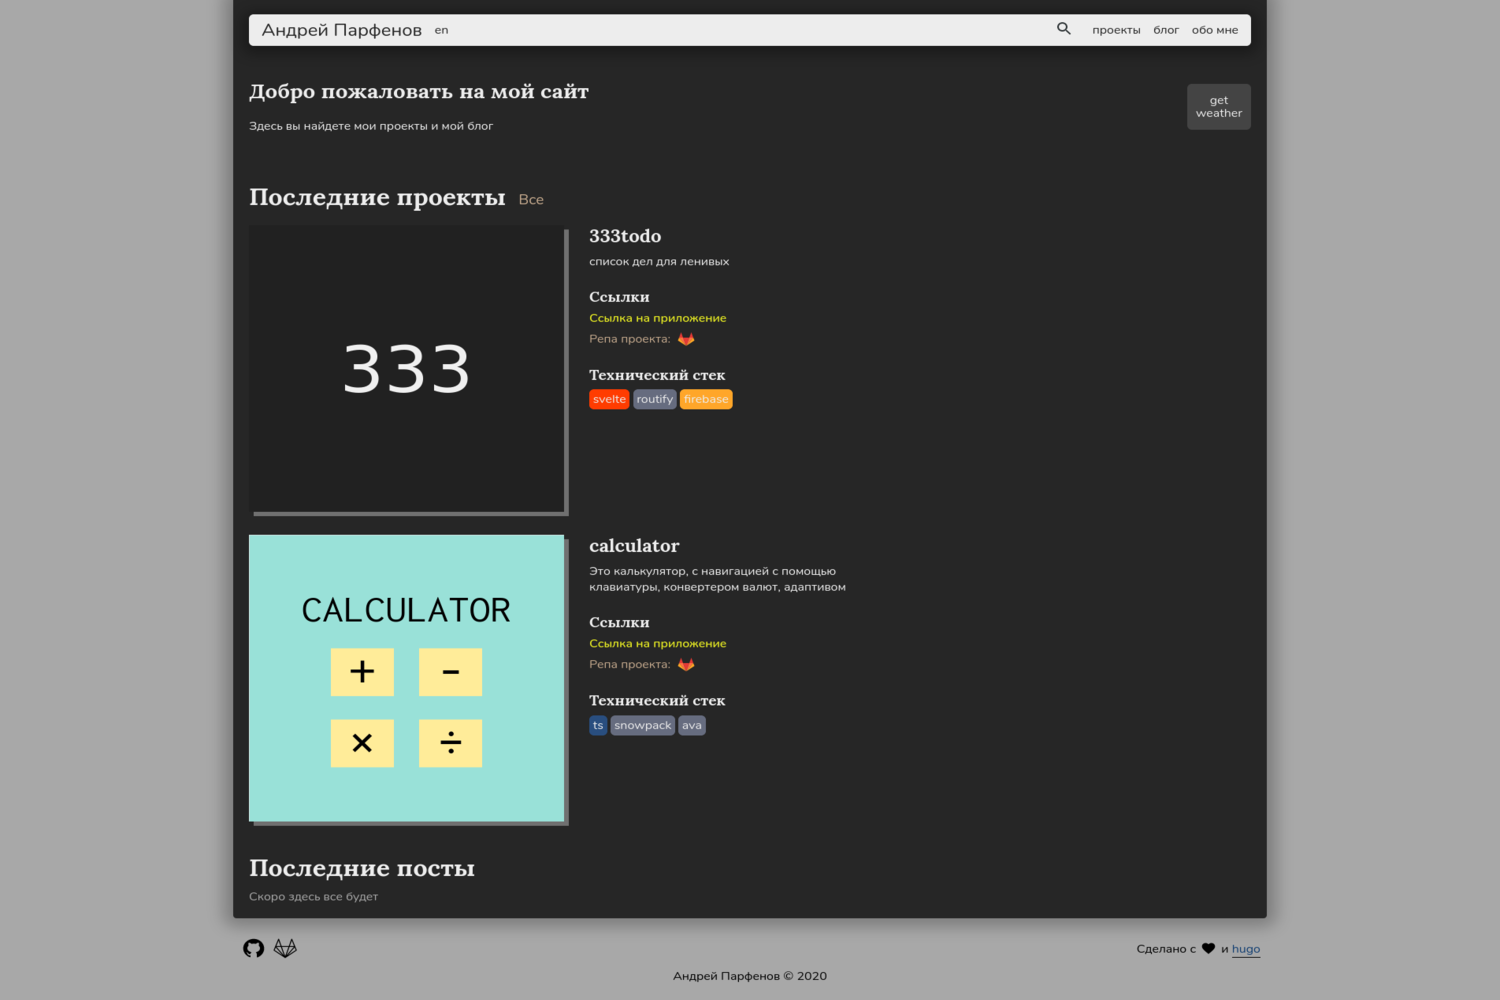 Андрей Парфенов en проекты блог обо мне
Добро пожаловать на мой сайт
get
weather
Здесь вы найдете мои проекты и мой блог
Последние проекты Все
333
333todo
список дел для ленивых
Ссылки
Ссылка на приложение
Репа проекта:
Технический стек
svelte routify firebase
CALCULATOR
+ -
× ÷
calculator
Это калькулятор, с навигацией с помощью
клавиатуры, конвертером валют, адаптивом
Ссылки
Ссылка на приложение
Репа проекта:
Технический стек
ts snowpack ava
Последние посты
Скоро здесь все будет
Сделано с и hugo
Андрей Парфенов © 2020